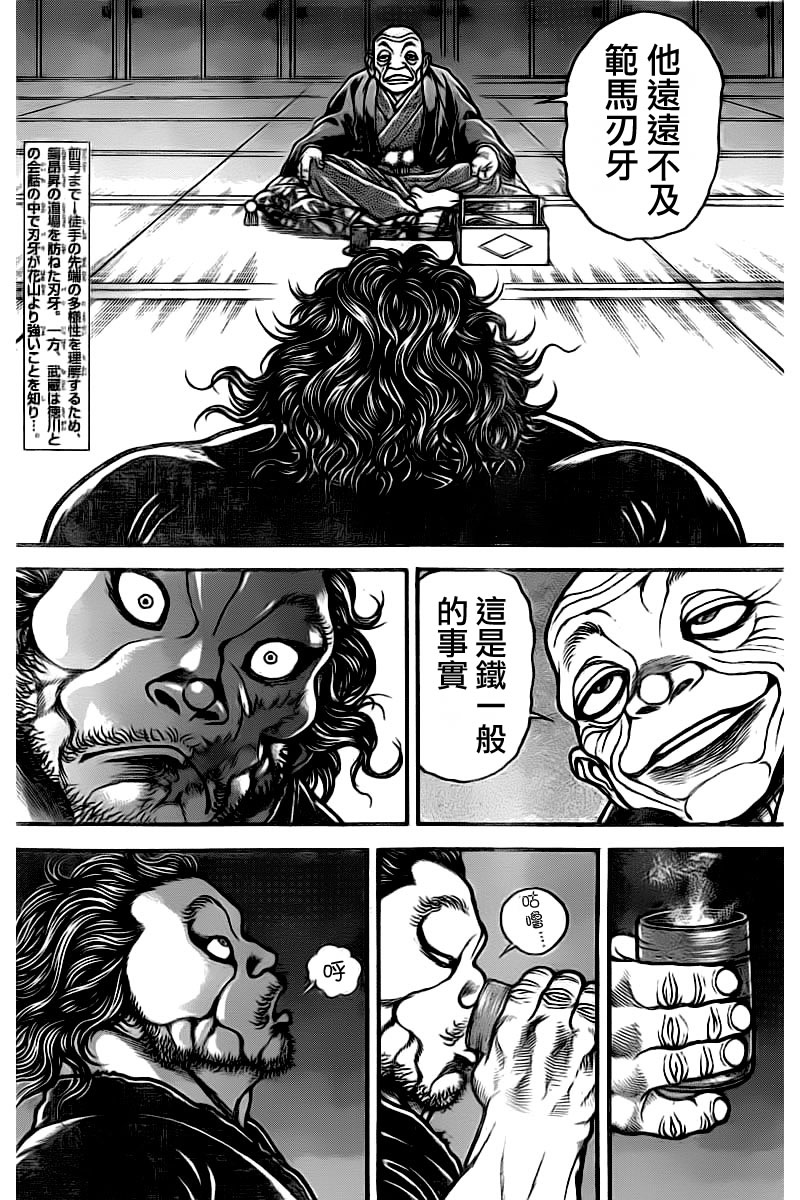 他遠遠不及
範馬刃牙
前号まで―徒手の先端の多極性を理解するため、
鎬昂昇の道場を訪ねた刃牙。一方、武蔵は徳川と
の会話の中で刃牙が花山より強いことを知り…。
這是鐵一般
的事實
咕
嚕……
呼